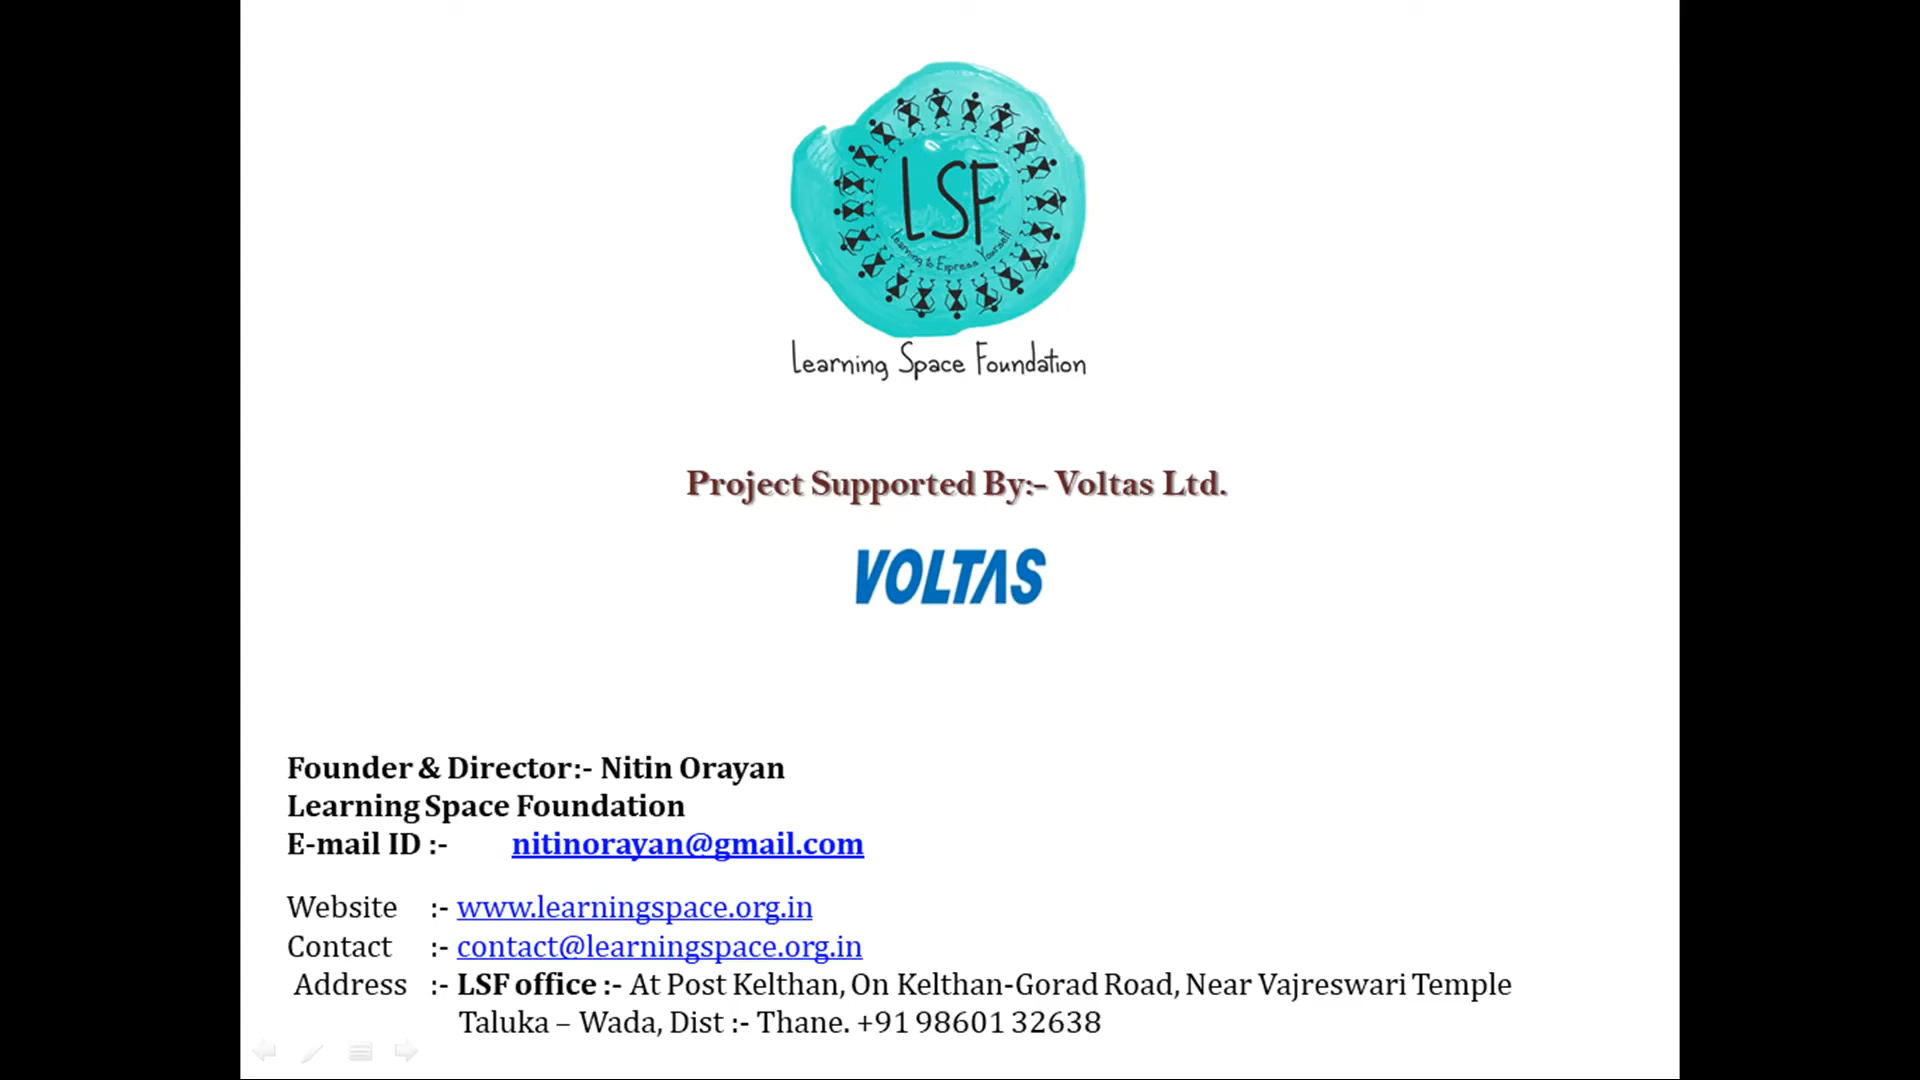 LSF
Learning to Express Yourself
Learning Space Foundation
Project Supported By:- Voltas Ltd.
VOLTAS
Founder & Director:- Nitin Orayan
Learning Space Foundation
E-mail ID :- nitinorayan@gmail.com
Website :- www.learningspace.org.in
Contact :- contact@learningspace.org.in
Address :- LSF office :- At Post Kelthan, On Kelthan-Gorad Road, Near Vajreswari Temple
Taluka – Wada, Dist :- Thane. +91 98601 32638